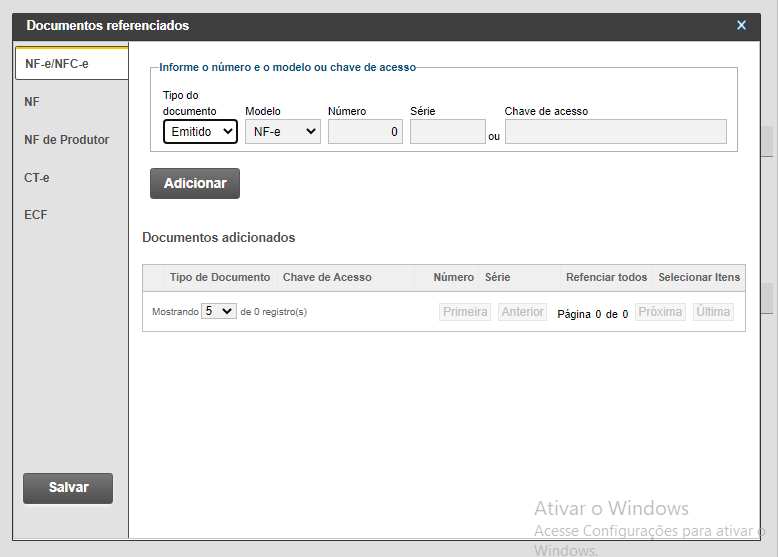 Documentos referenciados
X
NF-e/NFC-e
NF
NF de Produtor
CT-e
ECF
Salvar
Informe o número e o modelo ou chave de acesso
Tipo do
documento Modelo Número Série Chave de acesso
Emitido NF-e 0 ou
Adicionar
Documentos adicionados
Tipo de Documento Chave de Acesso Número Série Refenciar todos Selecionar Itens
Mostrando 5 de 0 registro(s) Primeira Anterior Página 0 de 0 Próxima Última
Ativar o Windows
Acesse Configurações para ativar o
Windows.